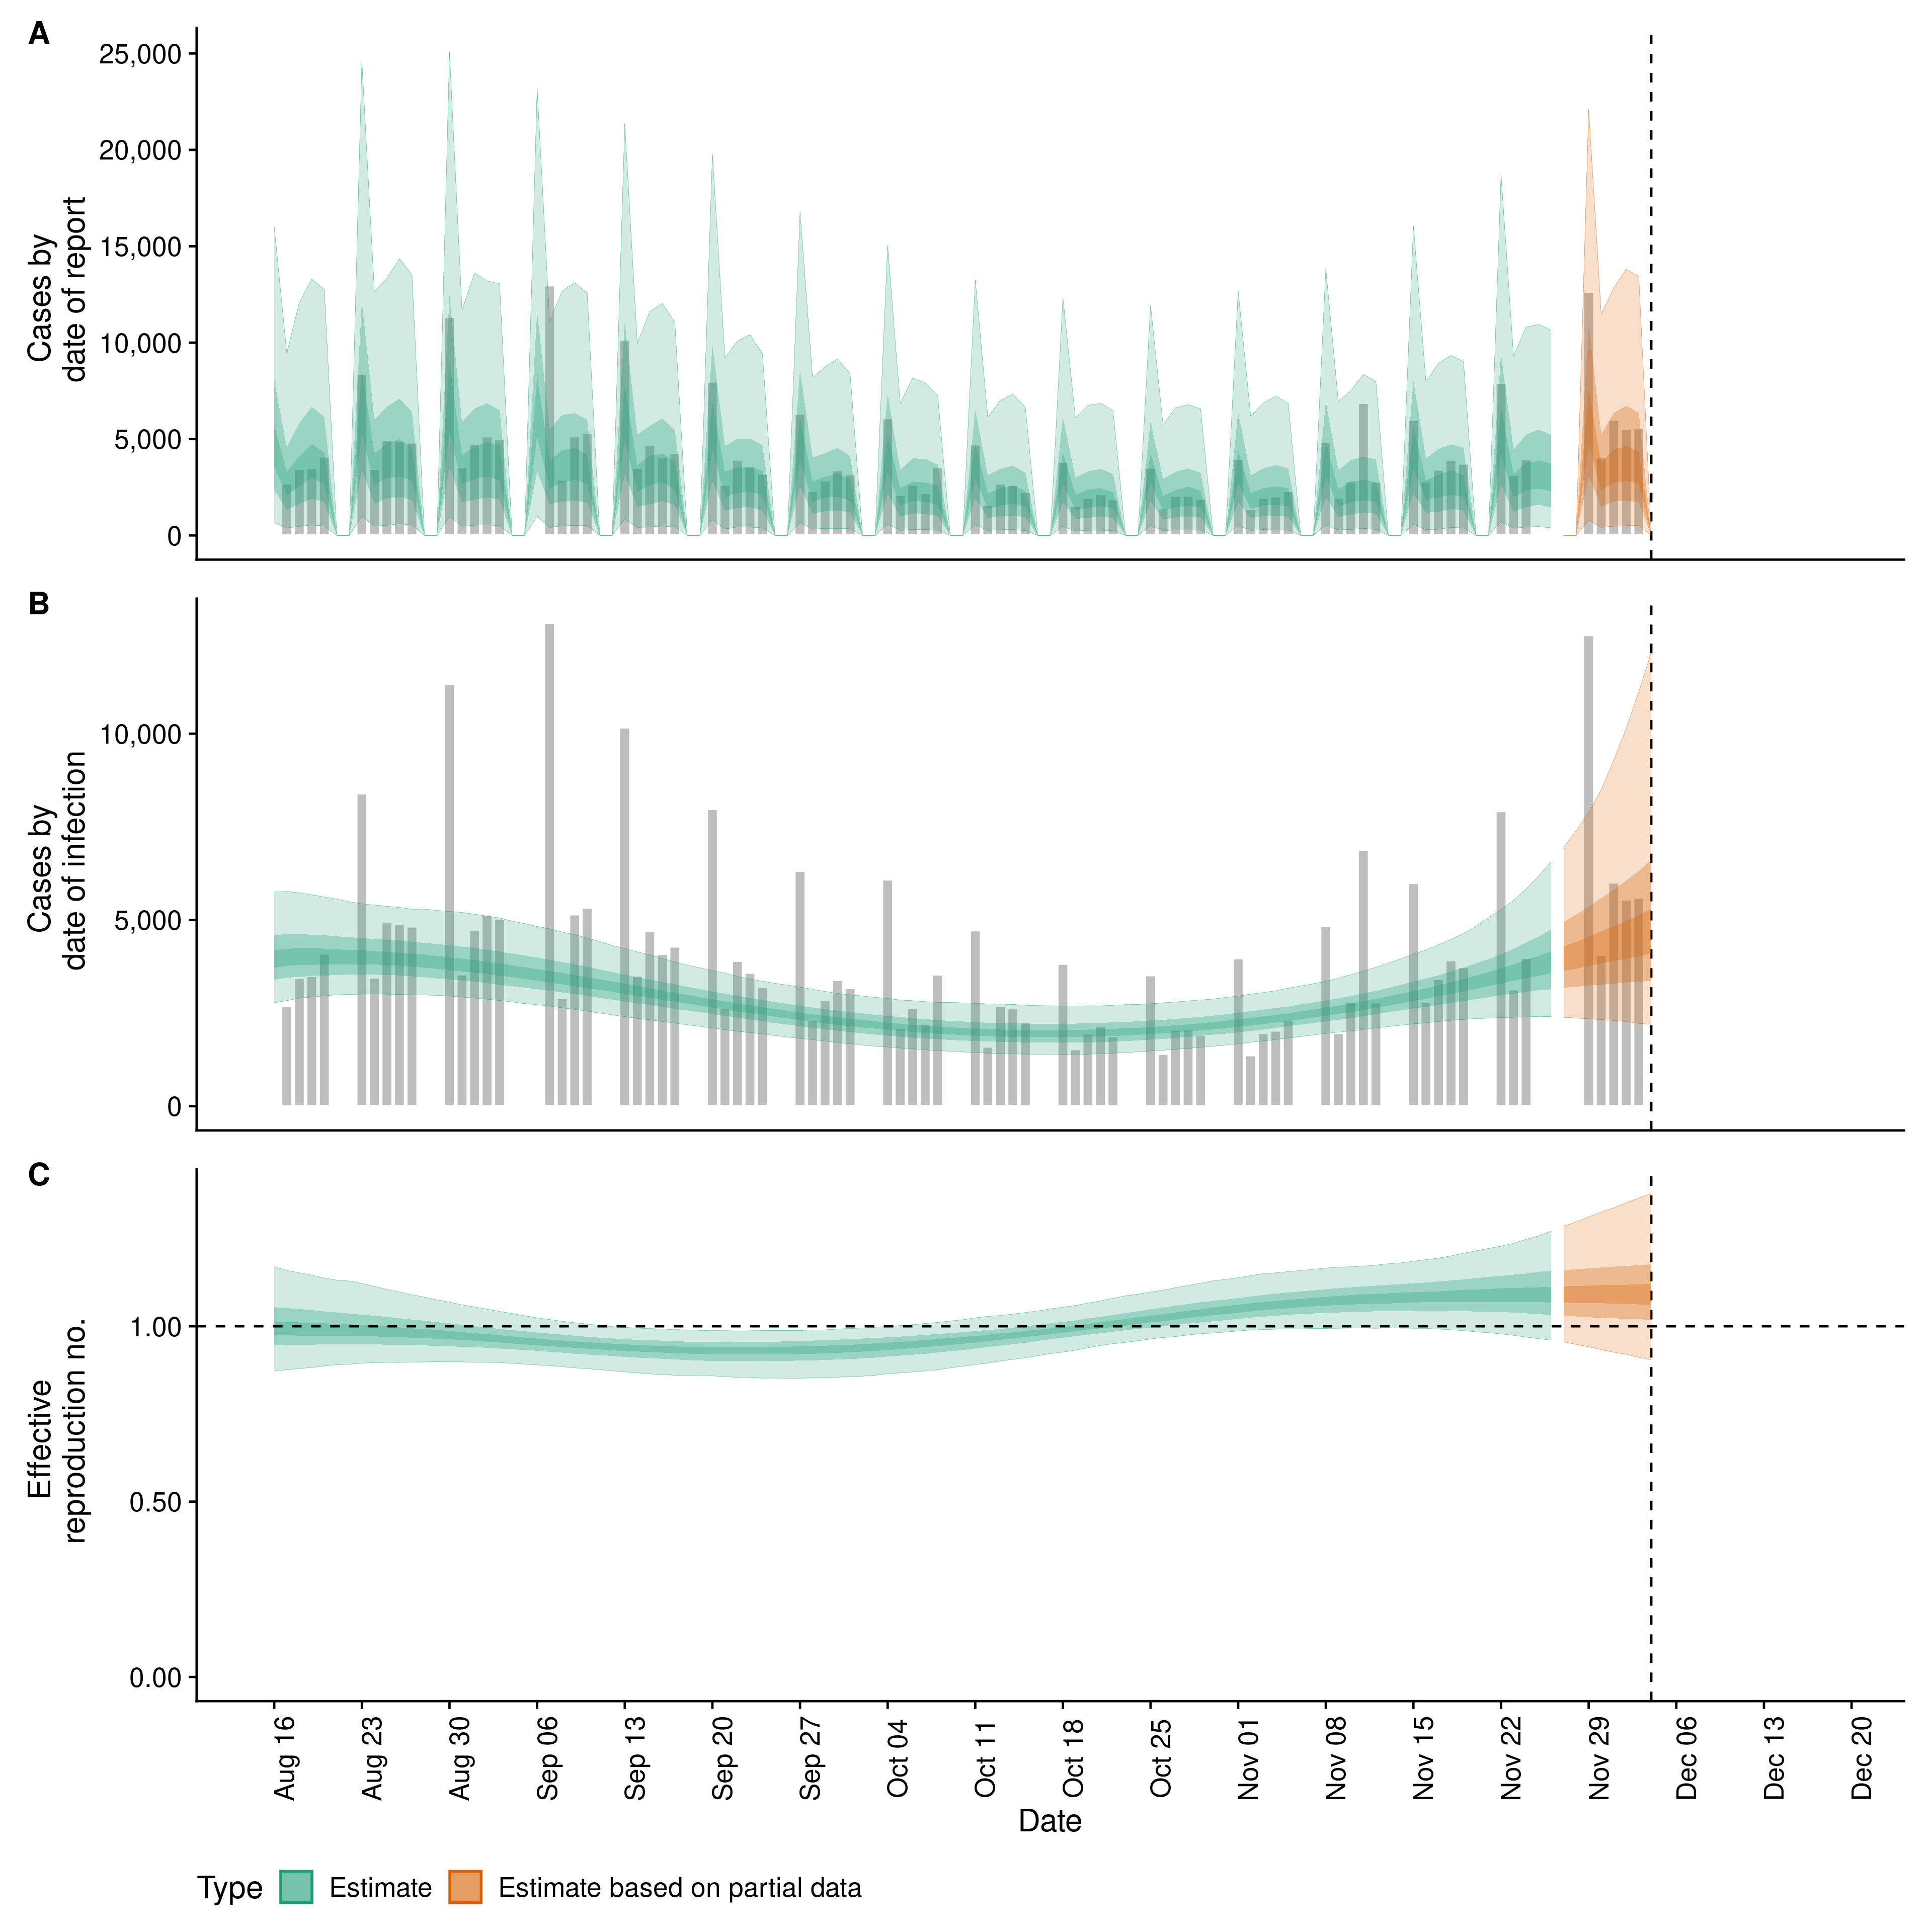 A
25,000
20,000
15,000
10,000
5,000
0
Cases by
date of report
B
10,000
5,000
0
Cases by
date of infection
C
1.00
0.50
0.00
Effective
reproduction no.
Aug 16
Aug 23
Aug 30
Sep 06
Sep 13
Sep 20
Sep 27
Oct 04
Oct 11
Oct 18
Oct 25
Nov 01
Nov 08
Nov 15
Nov 22
Nov 29
Dec 06
Dec 13
Dec 20
Date
Type Estimate Estimate based on partial data